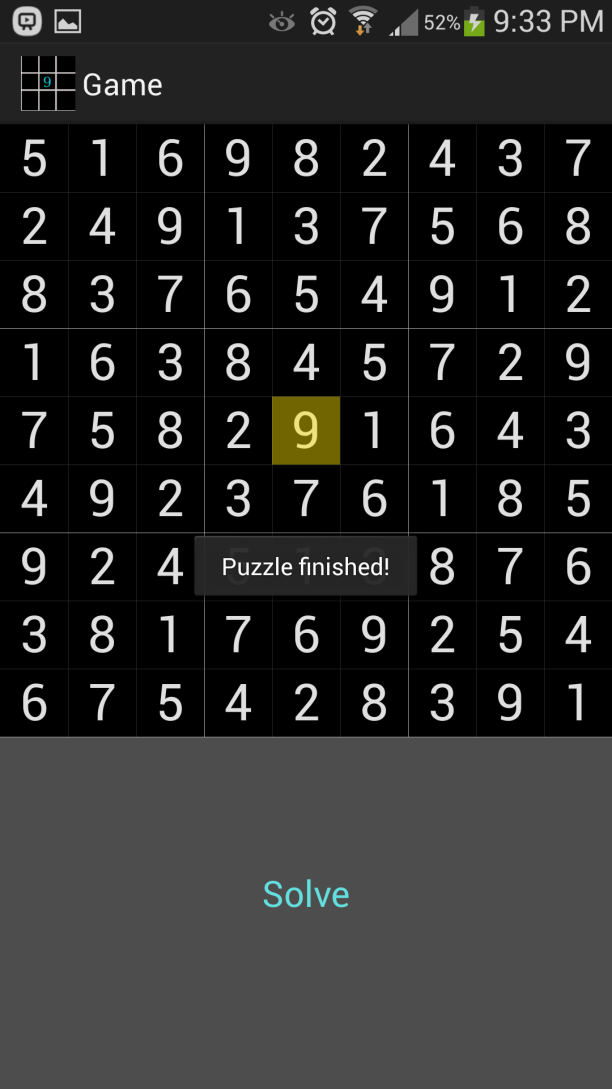 52% 9:33 PM
9 Game
5 1 6 9 8 2 4 3 7
2 4 9 1 3 7 5 6 8
8 3 7 6 5 4 9 1 2
1 6 3 8 4 5 7 2 9
7 5 8 2 9 1 6 4 3
4 9 2 3 7 6 1 8 5
9 2 4 Puzzle finished! 8 7 6
3 8 1 7 6 9 2 5 4
6 7 5 4 2 8 3 9 1
Solve